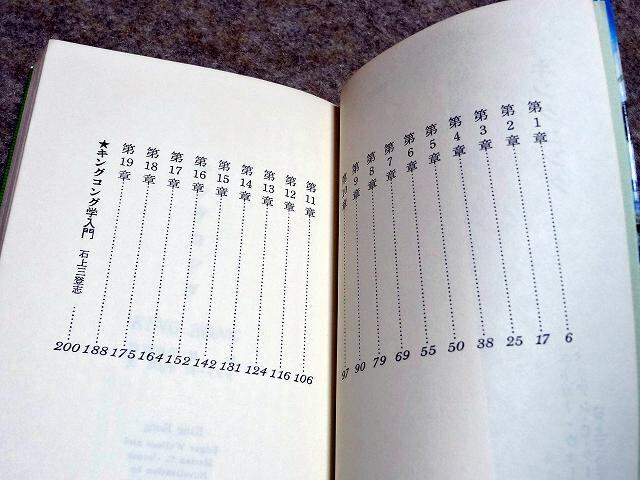 第1章……………6
第2章……………17
第3章……………25
第4章……………38
第5章……………50
第6章……………55
第7章……………69
第8章……………79
第9章……………90
第10章……………97
第11章……………106
第12章……………116
第13章……………124
第14章……………131
第15章……………142
第16章……………152
第17章……………164
第18章……………175
第19章……………188
★キングコング学入門 石上三登志……200